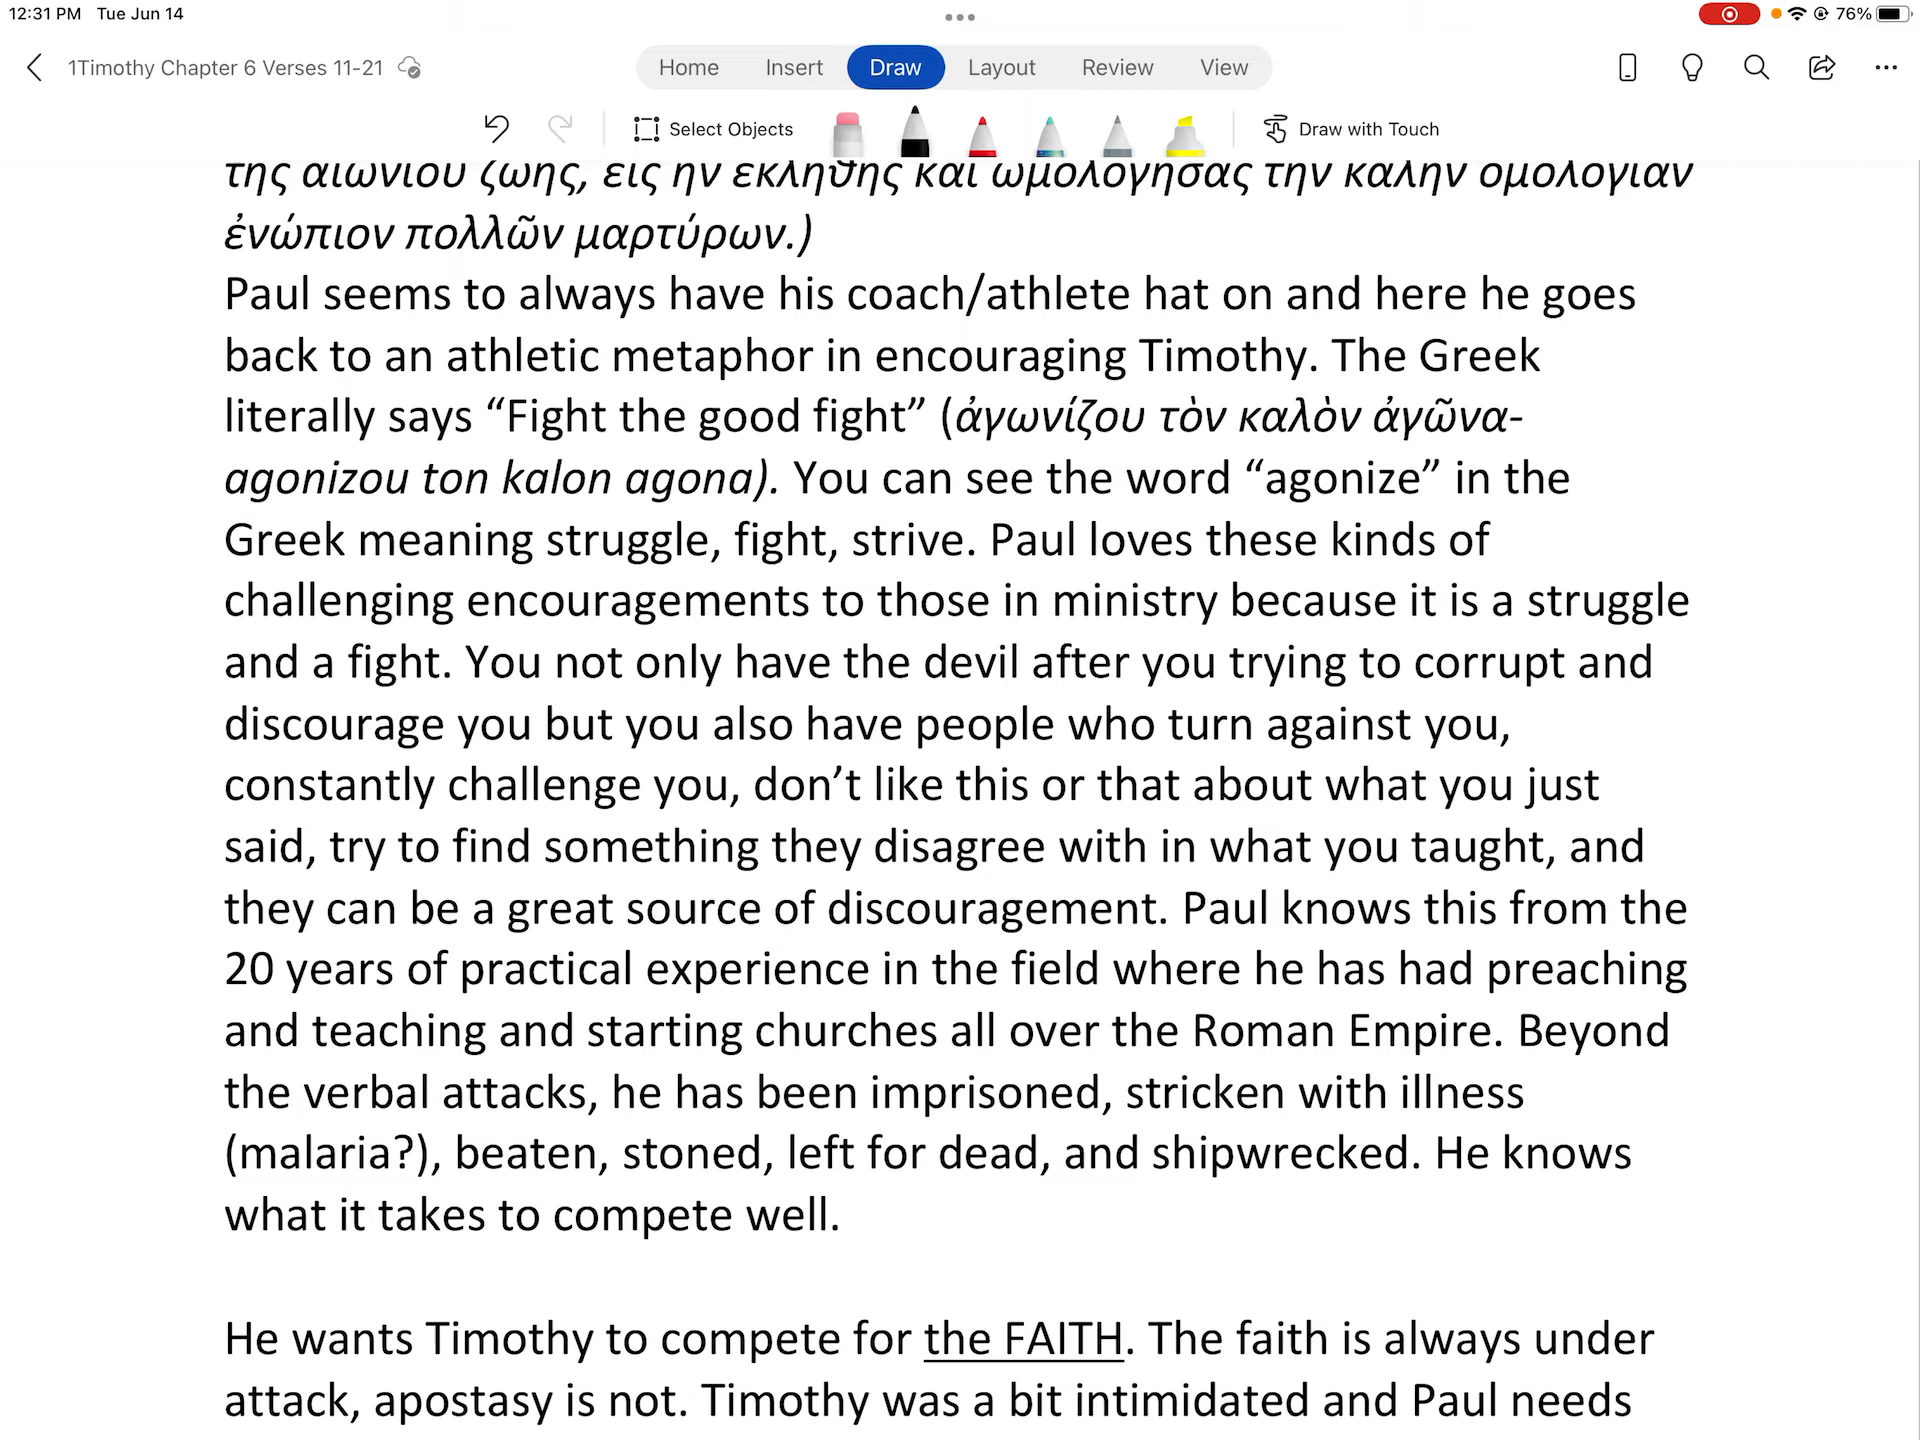 12:31 PM Tue Jun 14
76%
1Timothy Chapter 6 Verses 11-21
Home Insert Draw Layout Review View
Select Objects
Draw with Touch
της αιωνιου ζωης, εις ην εκληθης και ωμολογησας την καλην ομολογιαν
ἐνώπιον πολλῶν μαρτύρων.)
Paul seems to always have his coach/athlete hat on and here he goes
back to an athletic metaphor in encouraging Timothy. The Greek
literally says “Fight the good fight” (ἀγωνίζου τὸν καλὸν ἀγῶνα-
agonizou ton kalon agona). You can see the word “agonize” in the
Greek meaning struggle, fight, strive. Paul loves these kinds of
challenging encouragements to those in ministry because it is a struggle
and a fight. You not only have the devil after you trying to corrupt and
discourage you but you also have people who turn against you,
constantly challenge you, don’t like this or that about what you just
said, try to find something they disagree with in what you taught, and
they can be a great source of discouragement. Paul knows this from the
20 years of practical experience in the field where he has had preaching
and teaching and starting churches all over the Roman Empire. Beyond
the verbal attacks, he has been imprisoned, stricken with illness
(malaria?), beaten, stoned, left for dead, and shipwrecked. He knows
what it takes to compete well.
He wants Timothy to compete for the FAITH. The faith is always under
attack, apostasy is not. Timothy was a bit intimidated and Paul needs